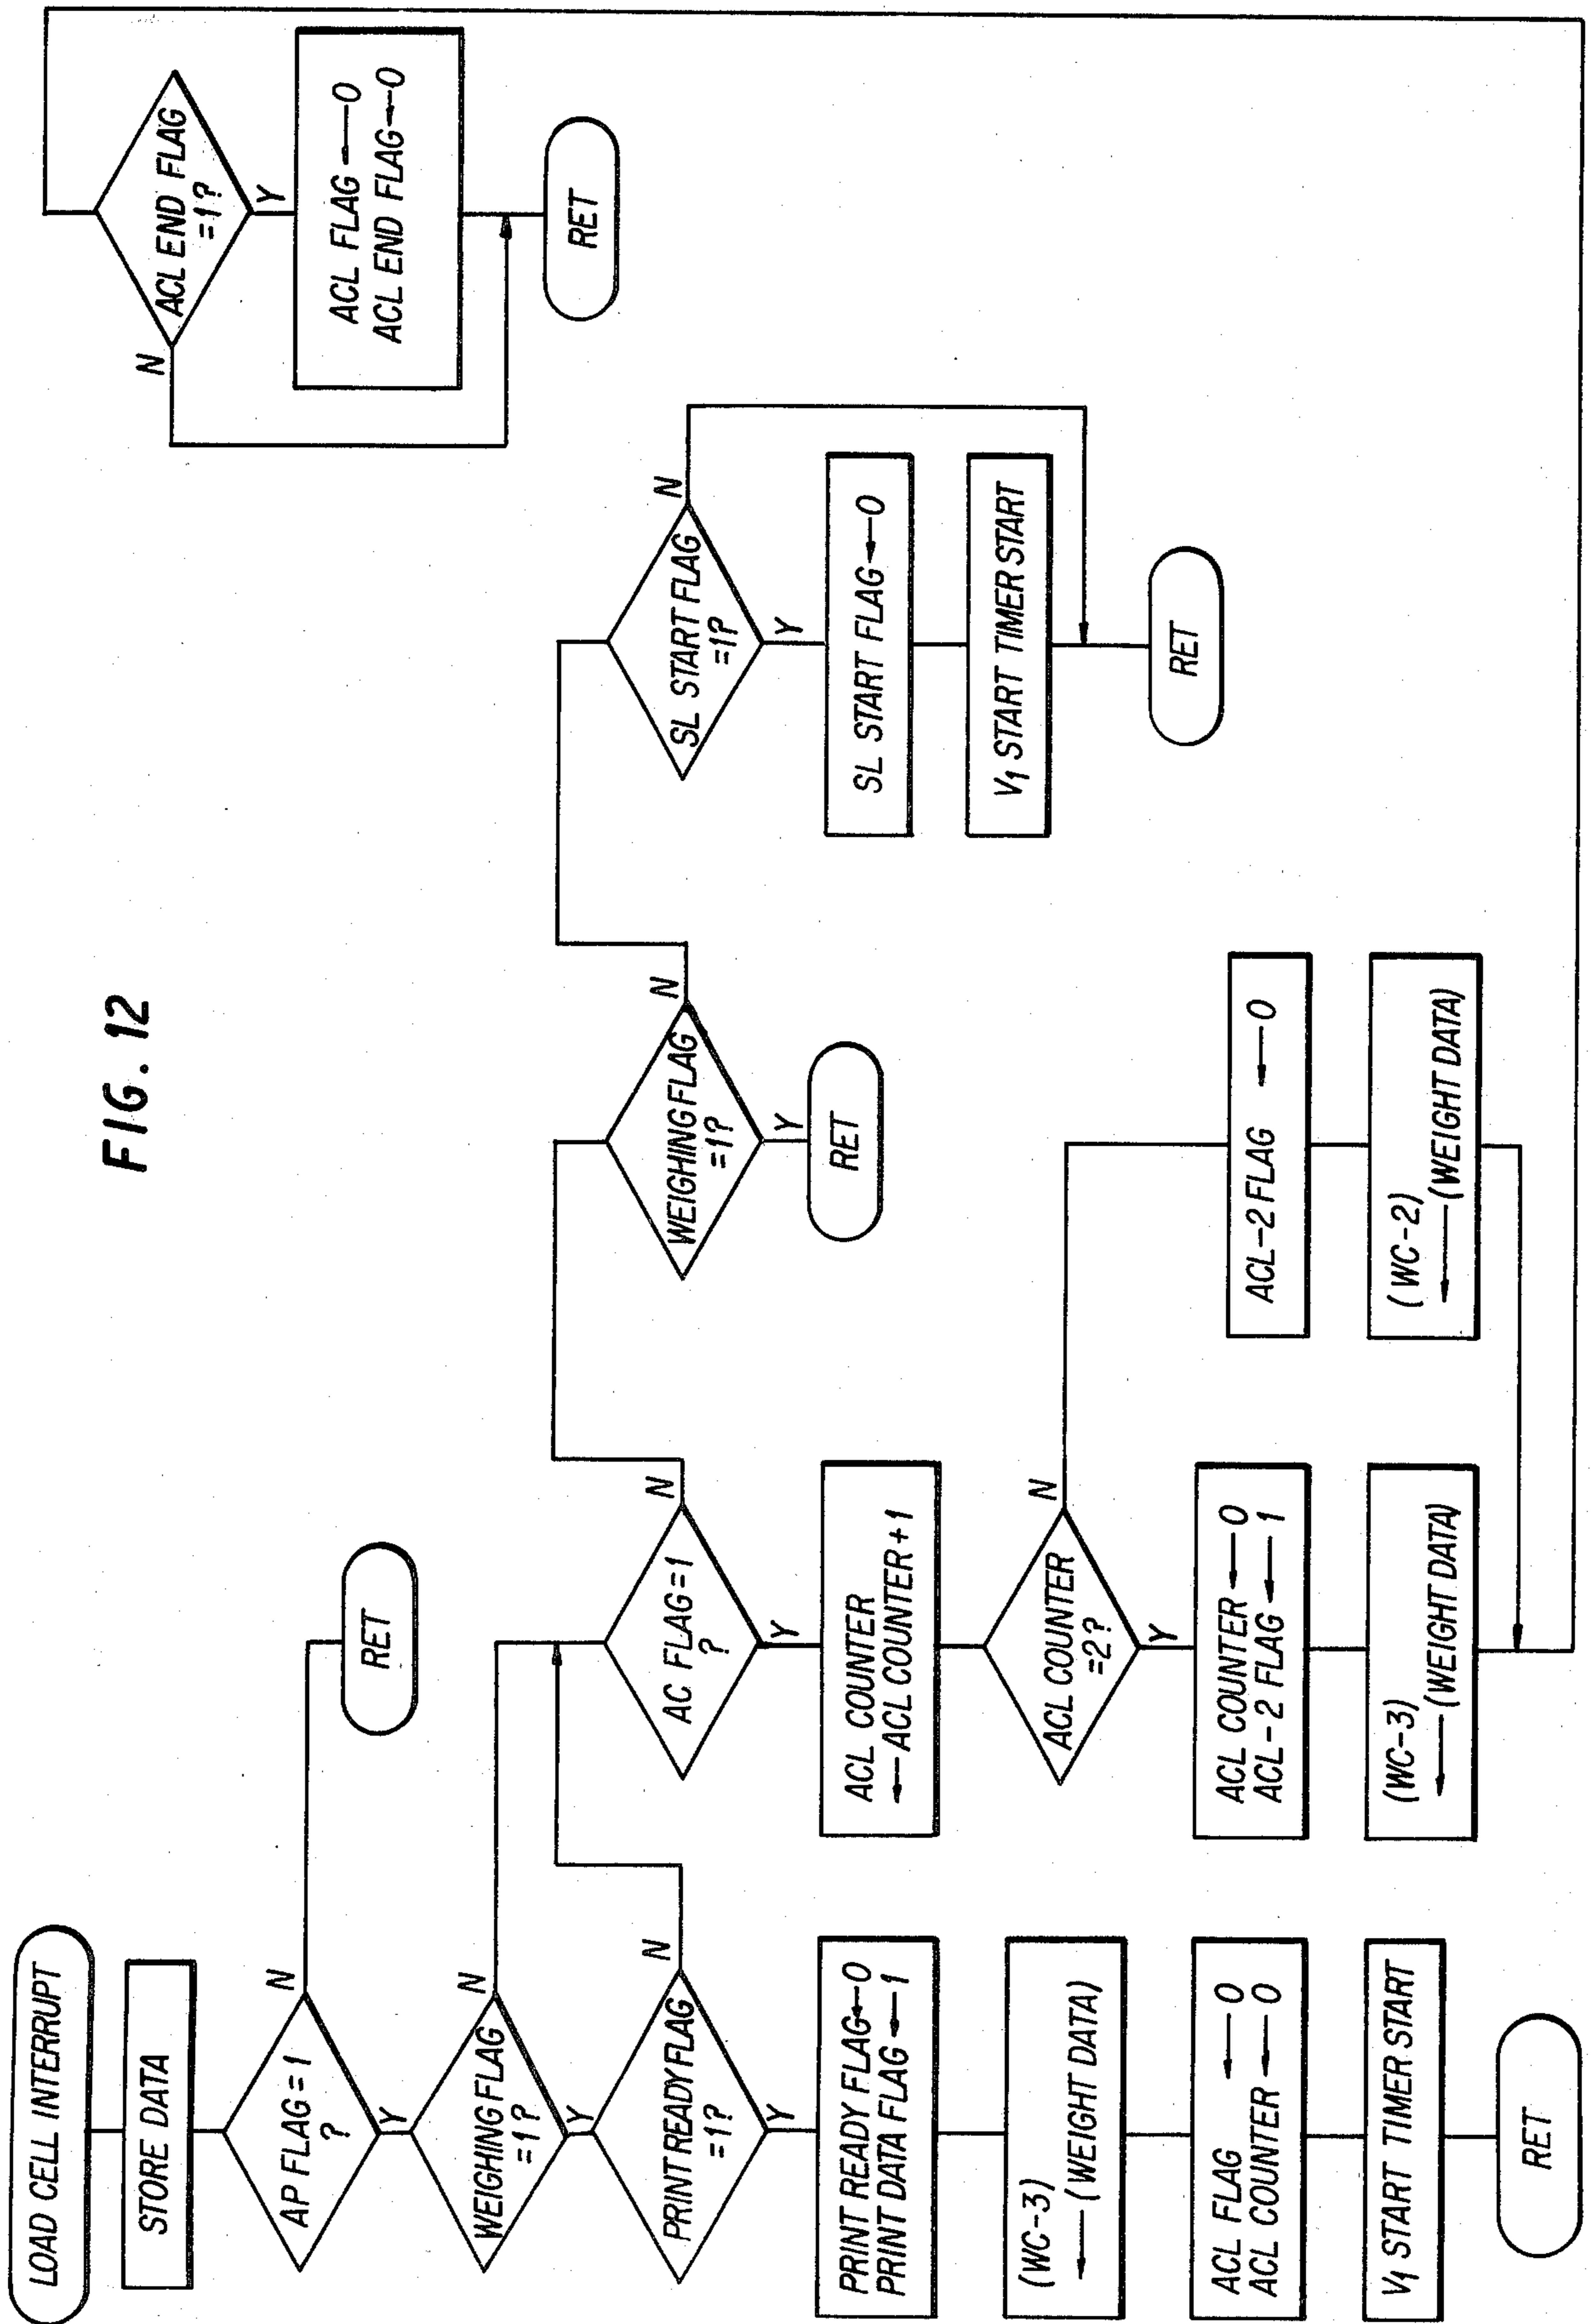 FIG. 12
LOAD CELL INTERRUPT
STORE DATA
AP FLAG = 1
?
N
Y
RET
WEIGHING FLAG
=1?
N
Y
PRINT READY FLAG
=1?
N
Y
PRINT READY FLAG←0
PRINT DATA FLAG ←1
(WC-3)
←(WEIGHT DATA)
ACL FLAG ←0
ACL COUNTER ←0
V1 START TIMER START
RET
AC FLAG = 1
?
N
Y
ACL COUNTER
←ACL COUNTER+1
ACL COUNTER
=2?
N
Y
ACL COUNTER←0
ACL-2 FLAG ←1
(WC-3)
←(WEIGHT DATA)
ACL-2 FLAG ←0
(WC-2)
←(WEIGHT DATA)
WEIGHING FLAG
=1?
N
Y
RET
SL START FLAG
=1?
N
Y
SL START FLAG←0
V1 START TIMER START
RET
ACL END FLAG
=1?
N
Y
ACL FLAG ←0
ACL END FLAG←0
RET